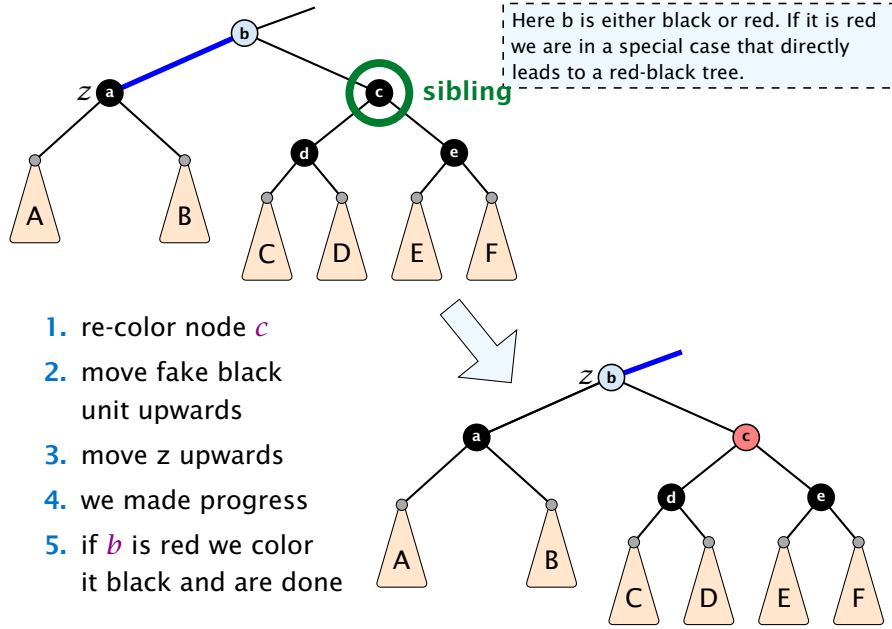 b
Here b is either black or red. If it is red
we are in a special case that directly
leads to a red-black tree.
z a
c sibling
d e
A B
C D E F
1. re-color node c
2. move fake black
unit upwards
3. move z upwards
4. we made progress
5. if b is red we color
it black and are done
z b
a c
d e
A B
C D E F